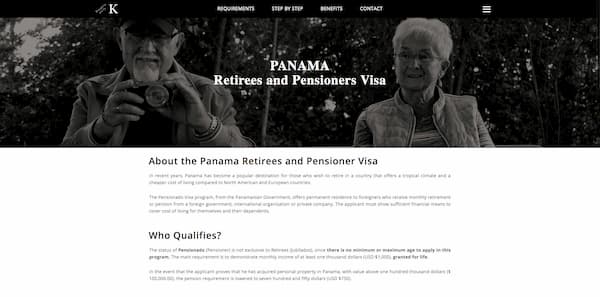 K
REQUIREMENTS STEP BY STEP BENEFITS CONTACT
PANAMA
Retirees and Pensioners Visa
About the Panama Retirees and Pensioner Visa
In recent years, Panama has become a popular destination for those who wish to retire in a country that offers a tropical climate and a
cheaper cost of living compared to North American and European countries.
The Pensionado Visa program, from the Panamanian Government, offers permanent residence to foreigners who receive monthly retirement
or pension from a foreign government, international organization or private company. The applicant must show sufficient financial means to
cover cost of living for themselves and their dependents.
Who Qualifies?
The status of Pensionado (Pensioner) is not exclusive to Retirees (Jubilados), since there is no minimum or maximum age to apply in this
program. The main requirement is to demonstrate monthly income of at least one thousand dollars (USD $1,000), granted for life.
In the event that the applicant proves that he has acquired personal property in Panama, with value above one hundred thousand dollars ($
100,000.00), the pension requirement is lowered to seven hundred and fifty dollars (USD $750).